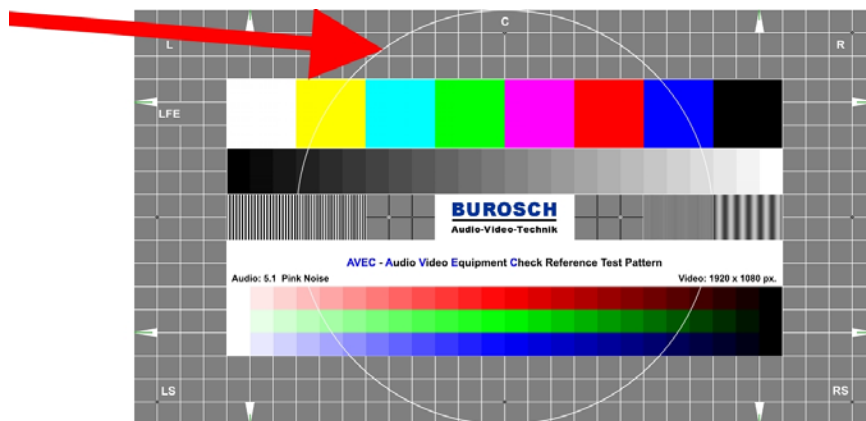 C
L
R
LFE
BUROSCH
Audio-Video-Technik
AVEC - Audio Video Equipment Check Reference Test Pattern
Audio: 5.1 Pink Noise
Video: 1920 x 1080 px.
LS
RS